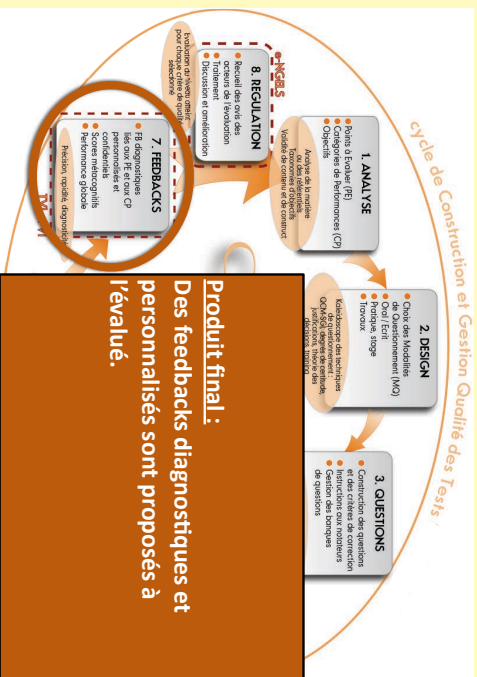 cycle de Construction et Gestion Qualité des Tests
1. ANALYSE
Points à Evaluer (PE)
Catégories de Performances (CP)
Objectifs
Analyse de la matière
ou des référentiels
Taxonomies d'objectifs
Validité de contenu et de construct
2. DESIGN
Choix des Modalités
de Questionnement (MQ)
Oral / Ecrit
Pratique, stage
Travaux
Kaléidoscope des techniques
de questionnement :
QCM-SGI, degrés de certitude,
justifications, théorie des
décisions, training
3. QUESTIONS
Construction des questions
et des critères de correction
Instructions aux notateurs
Gestion des banques
de questions
7. FEEDBACKS
FB diagnostiques
liés aux PE et aux CP
personnalisés et
confidentiels
Scores métacognitifs
Performance globale
Précision, rapidité,
8. REGULATION
Recueil des avis des
acteurs de l'évaluation
Traitement
Discussion et amélioration
Evaluation du niveau atteint
pour chaque critère de qualité
sélectionné
e-NGELS
Produit final :
Des feedbacks diagnostiques et
personnalisés sont proposés à
l'évalué.